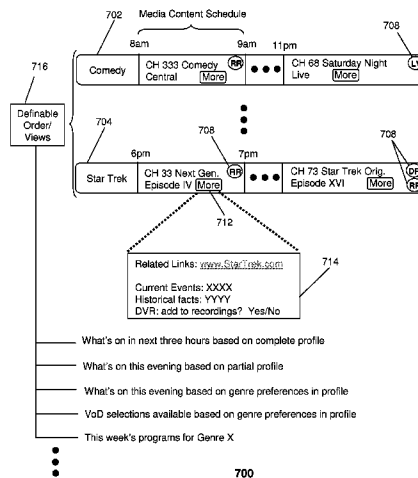 Media Content Schedule
702
708
8am
9am
11pm
716
Comedy
CH 333 Comedy
Central
More
RR
CH 68 Saturday Night
Live
More
Definable
Order/
Views
704
708
708
6pm
7pm
Star Trek
CH 33 Next Gen.
Episode IV
More
RR
CH 73 Star Trek Orig.
Episode XVI
More
RR
712
714
Related Links: www.StarTrek.com
Current Events: XXXX
Historical facts: YYYY
DVR: add to recordings? Yes/No
What's on in next three hours based on complete profile
What's on this evening based on partial profile
What's on this evening based on genre preferences in profile
VoD selections available based on genre preferences in profile
This week's programs for Genre X
700